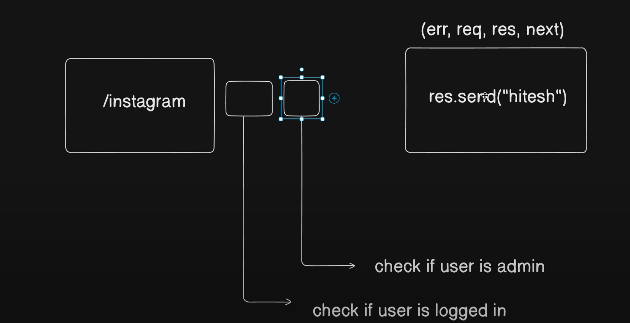 (err, req, res, next)
/instagram
res.send("hitesh")
check if user is admin
check if user is logged in